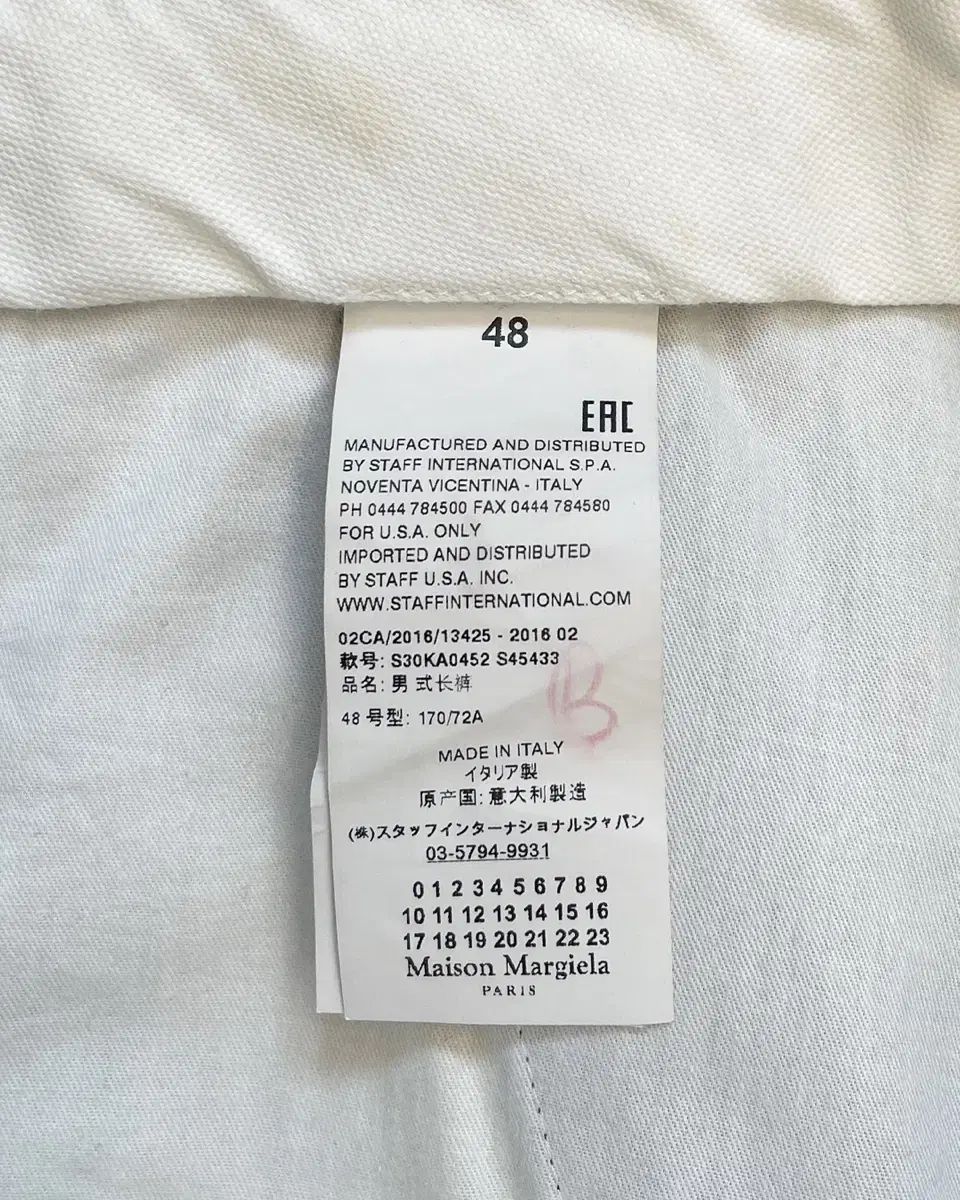 48
EAC
MANUFACTURED AND DISTRIBUTED
BY STAFF INTERNATIONAL S.P.A.
NOVENTA VICENTINA - ITALY
PH 0444 784500 FAX 0444 784580
FOR U.S.A. ONLY
IMPORTED AND DISTRIBUTED
BY STAFF U.S.A. INC.
WWW.STAFFINTERNATIONAL.COM
02CA/2016/13425 - 2016 02
款号: S30KA0452 S45433
品名: 男 式长裤
48 号型: 170/72A
MADE IN ITALY
イタリア製
原产国: 意大利製造
(株)スタッフインターナショナルジャパン
03-5794-9931
0 1 2 3 4 5 6 7 8 9
10 11 12 13 14 15 16
17 18 19 20 21 22 23
Maison Margiela
PARIS